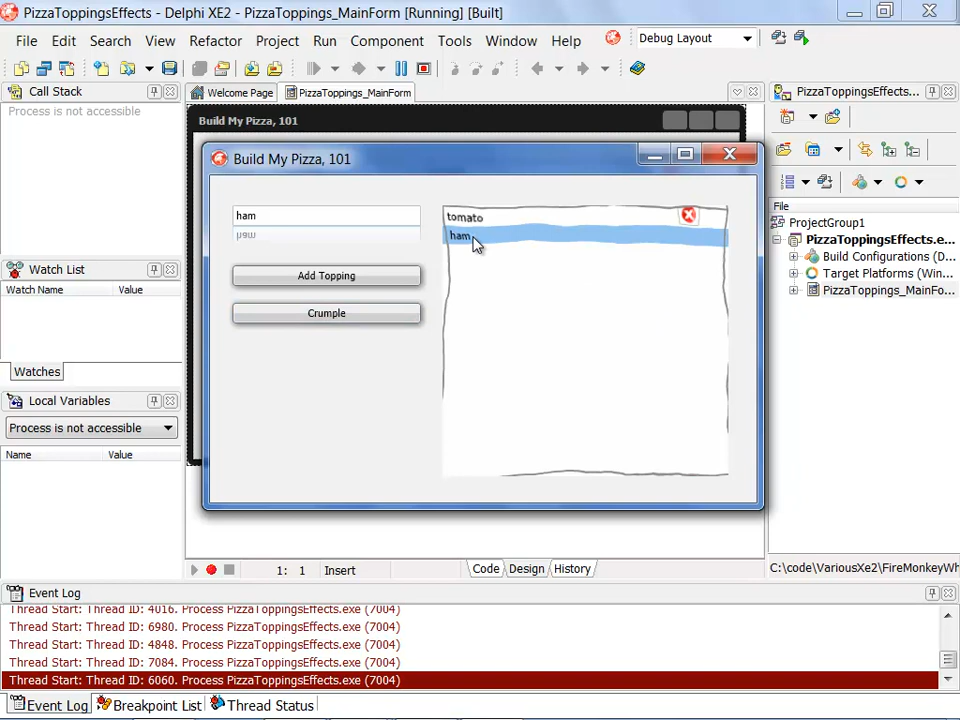 PizzaToppingsEffects - Delphi XE2 - PizzaToppings_MainForm [Running] [Built]
File Edit Search View Refactor Project Run Component Tools Window Help
Debug Layout
Call Stack
Welcome Page
PizzaToppings_MainForm
PizzaToppingsEffects...
Process is not accessible
Build My Pizza, 101
Build My Pizza, 101
ham
tomato
ham
ham
Add Topping
Crumple
File
ProjectGroup1
PizzaToppingsEffects.e...
Build Configurations (D...
Target Platforms (Win...
PizzaToppings_MainFo...
Watch List
Watch Name Value
Watches
Local Variables
Process is not accessible
Name Value
1: 1 Insert
Code Design History
C:\code\VariousXe2\FireMonkeyWh
Event Log
Thread Start: Thread ID: 4016. Process PizzaToppingsEffects.exe (7004)
Thread Start: Thread ID: 6980. Process PizzaToppingsEffects.exe (7004)
Thread Start: Thread ID: 4848. Process PizzaToppingsEffects.exe (7004)
Thread Start: Thread ID: 7084. Process PizzaToppingsEffects.exe (7004)
Thread Start: Thread ID: 6060. Process PizzaToppingsEffects.exe (7004)
Event Log Breakpoint List Thread Status